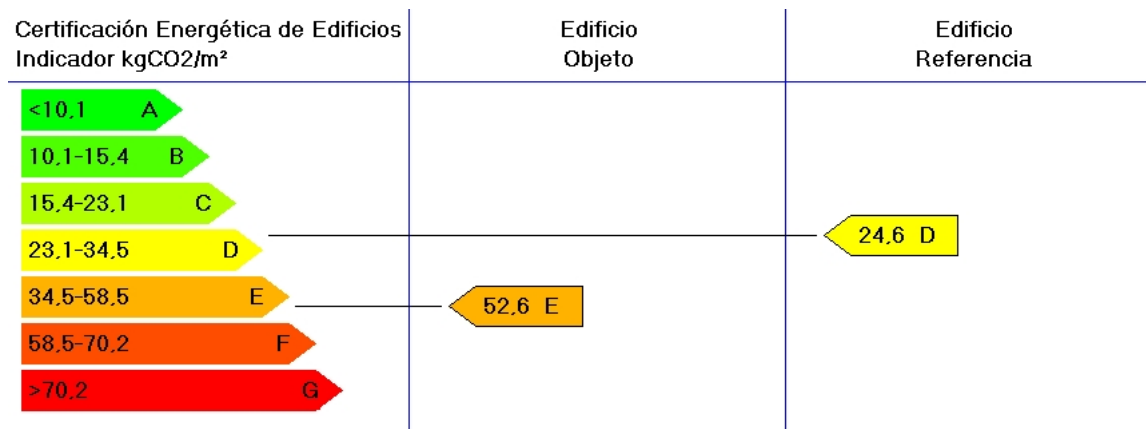 Certificación Energética de Edificios
Indicador kgCO2/m²
Edificio
Objeto
Edificio
Referencia
<10,1 A
10,1-15,4 B
15,4-23,1 C
23,1-34,5 D
24,6 D
34,5-58,5 E
52,6 E
58,5-70,2 F
>70,2 G